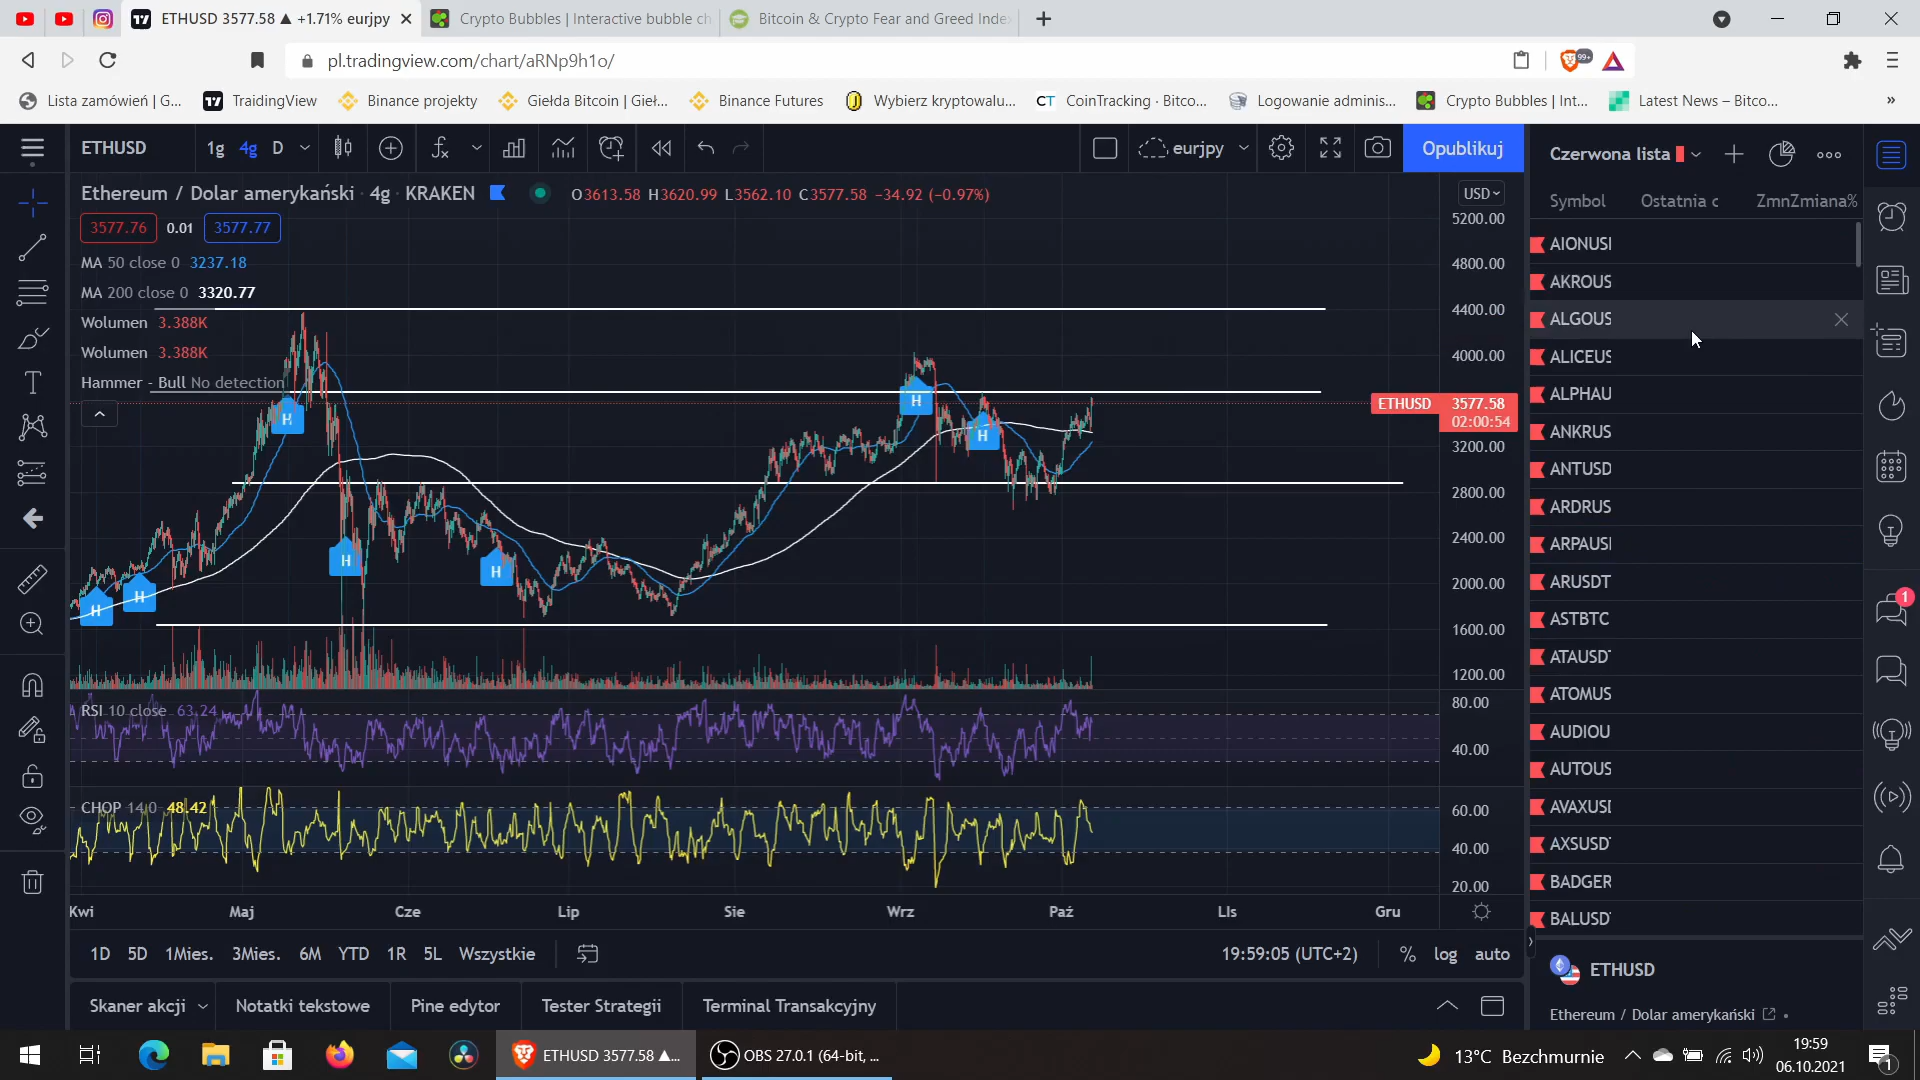 ETHUSD 3577.58 ▲ +1.71% eurjpy
Crypto Bubbles | Interactive bubble ch
Bitcoin & Crypto Fear and Greed Index
pl.tradingview.com/chart/aRNp9h1o/
99+
Lista zamówień | G...
TraidingView
Binance projekty
Giełda Bitcoin | Gieł...
Binance Futures
Wybierz kryptowalu...
CoinTracking · Bitco...
Logowanie adminis...
Crypto Bubbles | Int...
Latest News – Bitco...
»
ETHUSD
1g
4g
D
eurjpy
Opublikuj
Czerwona lista
Ethereum / Dolar amerykański · 4g · KRAKEN
O3613.58 H3620.99 L3562.10 C3577.58 −34.92 (−0.97%)
USD
Symbol
Ostatnia c
ZmnZmiana%
3577.76
0.01
3577.77
MA 50 close 0 3237.18
MA 200 close 0 3320.77
Wolumen 3.388K
Wolumen 3.388K
Hammer - Bull No detection
H
H
H
H
H
H
H
5200.00
4800.00
4400.00
4000.00
ETHUSD 3577.58
02:00:54
3200.00
2800.00
2400.00
2000.00
1600.00
1200.00
RSI 10 close 63.24
80.00
40.00
CHOP 14 0 48.42
60.00
40.00
20.00
Kwi
Maj
Cze
Lip
Sie
Wrz
Paź
LIs
Gru
1D
5D
1Mies.
3Mies.
6M
YTD
1R
5L
Wszystkie
19:59:05 (UTC+2)
%
log
auto
Skaner akcji
Notatki tekstowe
Pine edytor
Tester Strategii
Terminal Transakcyjny
AIONUSI
AKROUS
ALGOUS
ALICEUS
ALPHAU
ANKRUS
ANTUSD
ARDRUS
ARPAUSI
ARUSDT
ASTBTC
ATAUSDT
ATOMUS
AUDIOU
AUTOUS
AVAXUSI
AXSUSDT
BADGER
BALUSDT
1
ETHUSD
Ethereum / Dolar amerykański
ETHUSD 3577.58 ▲...
OBS 27.0.1 (64-bit, ...
13°C Bezchmurnie
19:59
06.10.2021
1